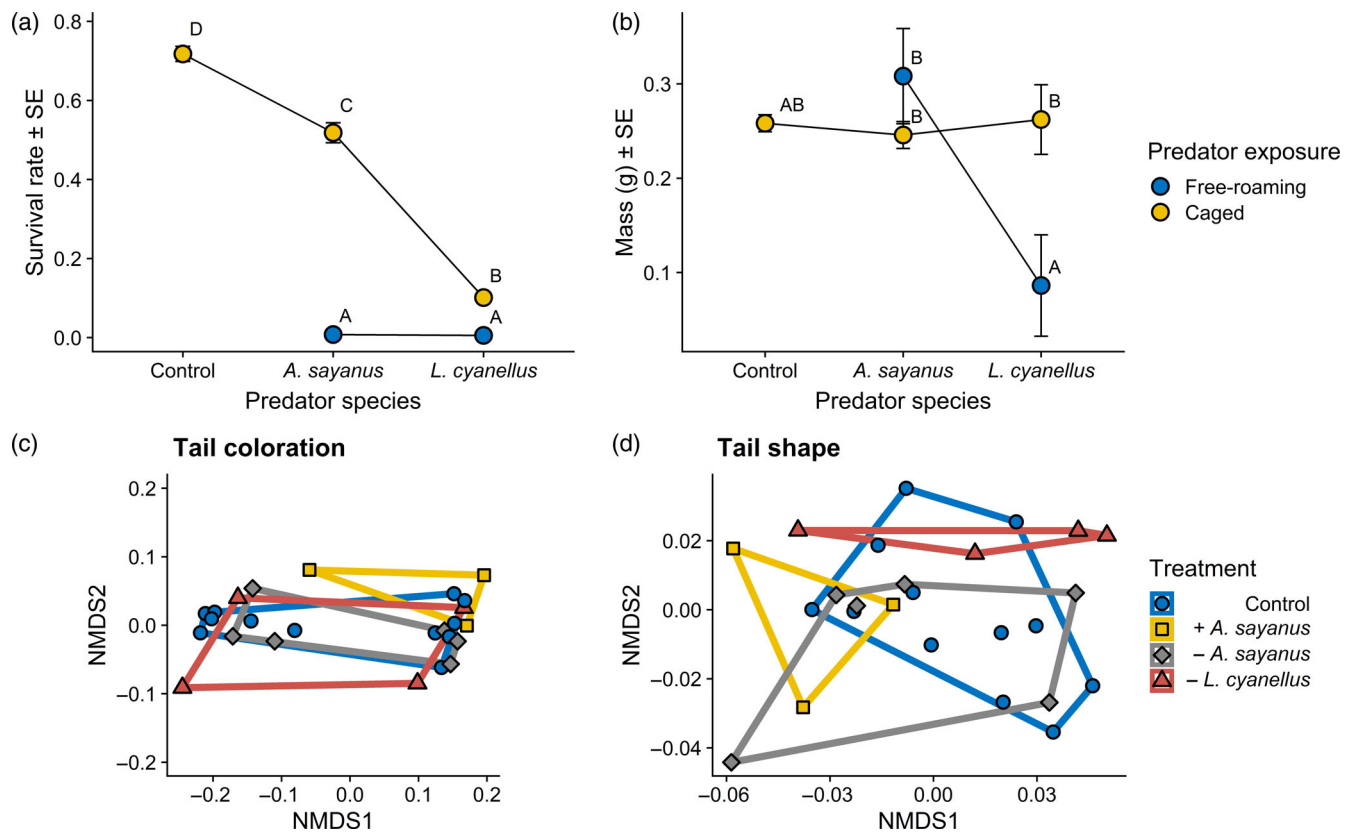 (a)
Survival rate ± SE
0.8
0.6
0.4
0.2
0.0
D
C
B
A
A
Control
A. sayanus
L. cyanellus
Predator species
(b)
Mass (g) ± SE
0.3
0.2
0.1
AB
B
B
B
A
Control
A. sayanus
L. cyanellus
Predator species
Predator exposure
Free-roaming
Caged
(c)
Tail coloration
NMDS2
0.2
0.1
0.0
−0.1
−0.2
−0.2
−0.1
0.0
0.1
0.2
NMDS1
(d)
Tail shape
NMDS2
0.02
0.00
−0.02
−0.04
−0.06
−0.03
0.00
0.03
NMDS1
Treatment
Control
+ A. sayanus
− A. sayanus
− L. cyanellus